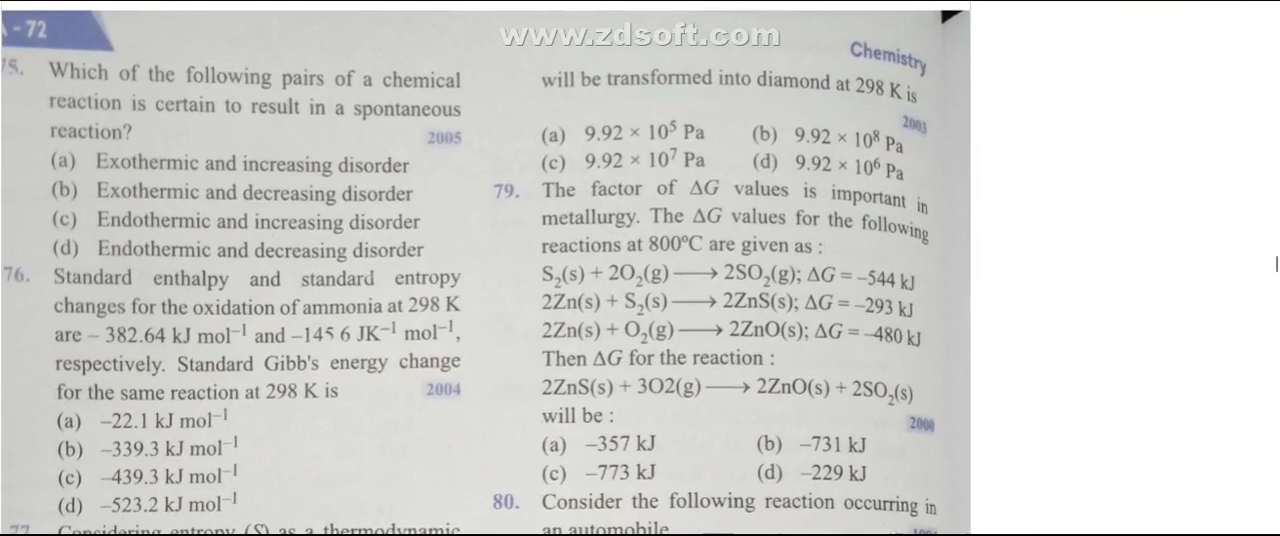 - 72
www.zdsoft.com
Chemistry
75. Which of the following pairs of a chemical
reaction is certain to result in a spontaneous
reaction? 2005
(a) Exothermic and increasing disorder
(b) Exothermic and decreasing disorder
(c) Endothermic and increasing disorder
(d) Endothermic and decreasing disorder
76. Standard enthalpy and standard entropy
changes for the oxidation of ammonia at 298 K
are – 382.64 kJ mol⁻¹ and –145 6 JK⁻¹ mol⁻¹,
respectively. Standard Gibb's energy change
for the same reaction at 298 K is 2004
(a) –22.1 kJ mol⁻¹
(b) –339.3 kJ mol⁻¹
(c) –439.3 kJ mol⁻¹
(d) –523.2 kJ mol⁻¹
77. Considering entropy (S) as a thermodynamic
will be transformed into diamond at 298 K is
2003
(a) 9.92 × 10⁵ Pa (b) 9.92 × 10⁸ Pa
(c) 9.92 × 10⁷ Pa (d) 9.92 × 10⁶ Pa
79. The factor of ΔG values is important in
metallurgy. The ΔG values for the following
reactions at 800°C are given as :
S₂(s) + 2O₂(g) ⟶ 2SO₂(g); ΔG = –544 kJ
2Zn(s) + S₂(s) ⟶ 2ZnS(s); ΔG = –293 kJ
2Zn(s) + O₂(g) ⟶ 2ZnO(s); ΔG = –480 kJ
Then ΔG for the reaction :
2ZnS(s) + 3O2(g) ⟶ 2ZnO(s) + 2SO₂(s)
will be : 2000
(a) –357 kJ (b) –731 kJ
(c) –773 kJ (d) –229 kJ
80. Consider the following reaction occurring in
an automobile